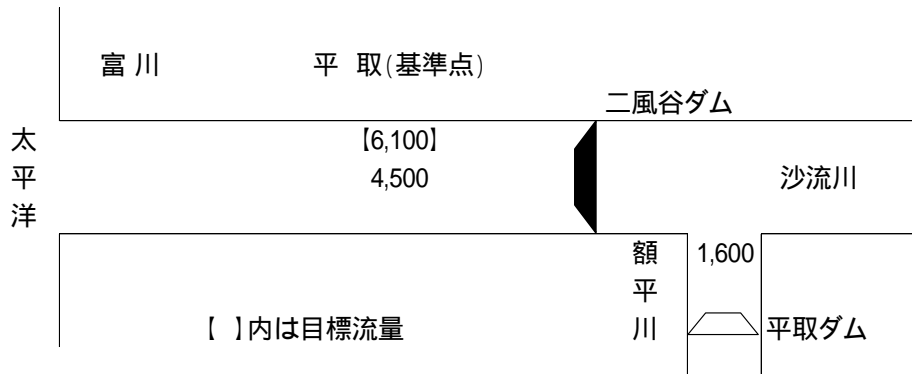 富川
平取(基準点)
二風谷ダム
太平洋
【6,100】
4,500
沙流川
額平川
1,600
平取ダム
【 】内は目標流量